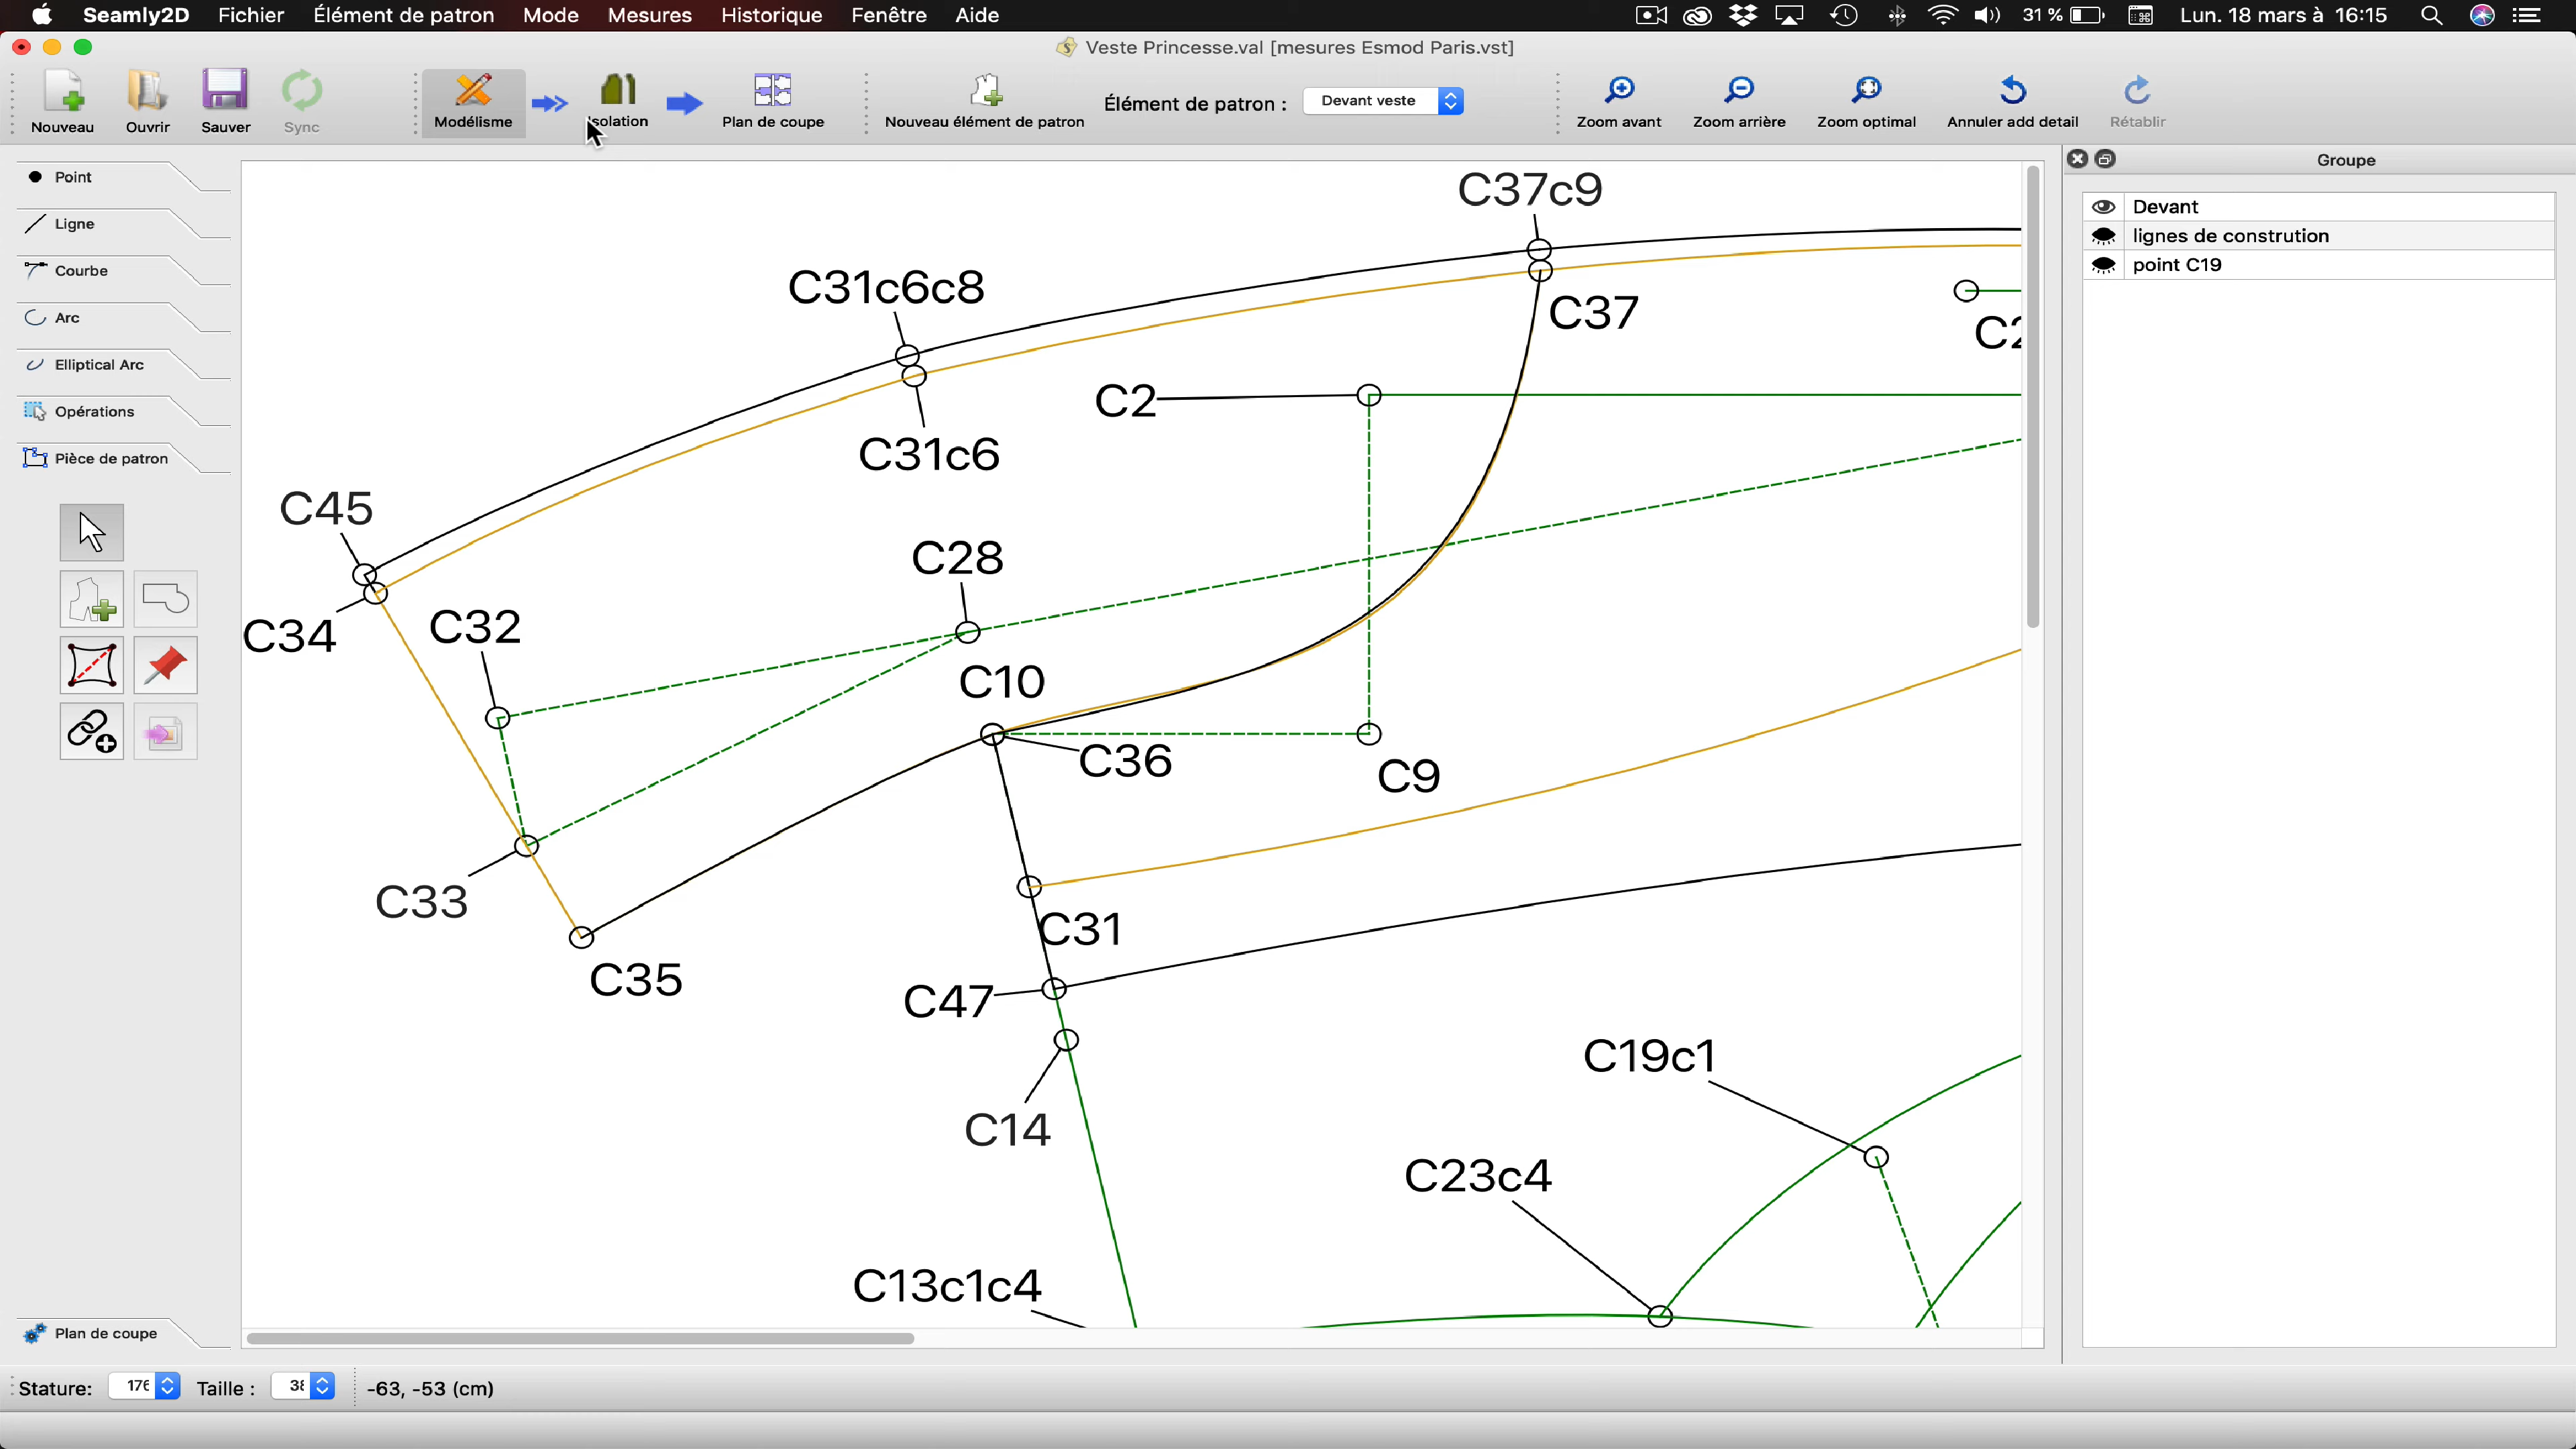 Seamly2D Fichier Élément de patron Mode Mesures Historique Fenêtre Aide 31 % Lun. 18 mars à 16:15
Veste Princesse.val [mesures Esmod Paris.vst]
Nouveau Ouvrir Sauver Sync Modélisme Isolation Plan de coupe Nouveau élément de patron Élément de patron : Devant veste Zoom avant Zoom arrière Zoom optimal Annuler add detail Rétablir
Point
Ligne
Courbe
Arc
Elliptical Arc
Opérations
Pièce de patron
Plan de coupe
C37c9
C31c6c8
C37
C2
C31c6
C45
C28
C34
C32
C10
C36
C9
C33
C31
C35
C47
C19c1
C14
C23c4
C13c1c4
Groupe
Devant
lignes de constrution
point C19
Stature: 176 Taille : 38 -63, -53 (cm)